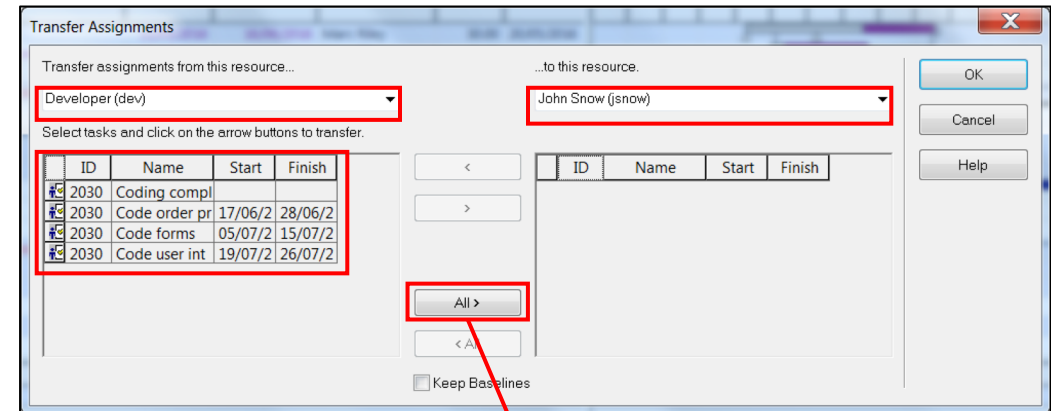 Transfer Assignments
Transfer assignments from this resource...
...to this resource.
OK
Developer (dev)
John Snow (jsnow)
Cancel
Select tasks and click on the arrow buttons to transfer.
ID Name Start Finish
< 
ID Name Start Finish
Help
2030 Coding compl
2030 Code order pr 17/06/2 28/06/2
>
2030 Code forms 05/07/2 15/07/2
2030 Code user int 19/07/2 26/07/2
All >
Keep Baselines